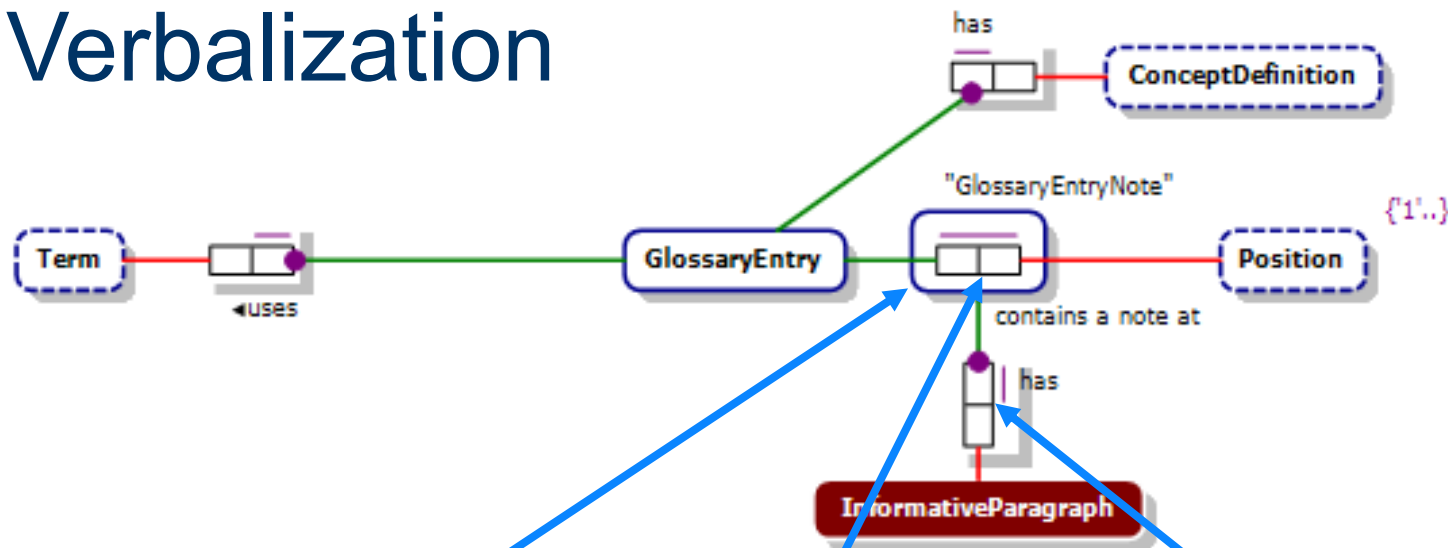 Verbalization
has
ConceptDefinition
"GlossaryEntryNote"
{'1'..}
Term
GlossaryEntry
Position
◄uses
contains a note at
has
InformativeParagraph